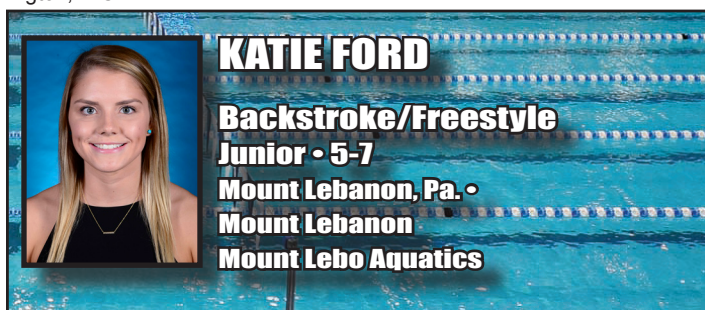 KATIE FORD
Backstroke/Freestyle
Junior • 5-7
Mount Lebanon, Pa. •
Mount Lebanon
Mount Lebo Aquatics